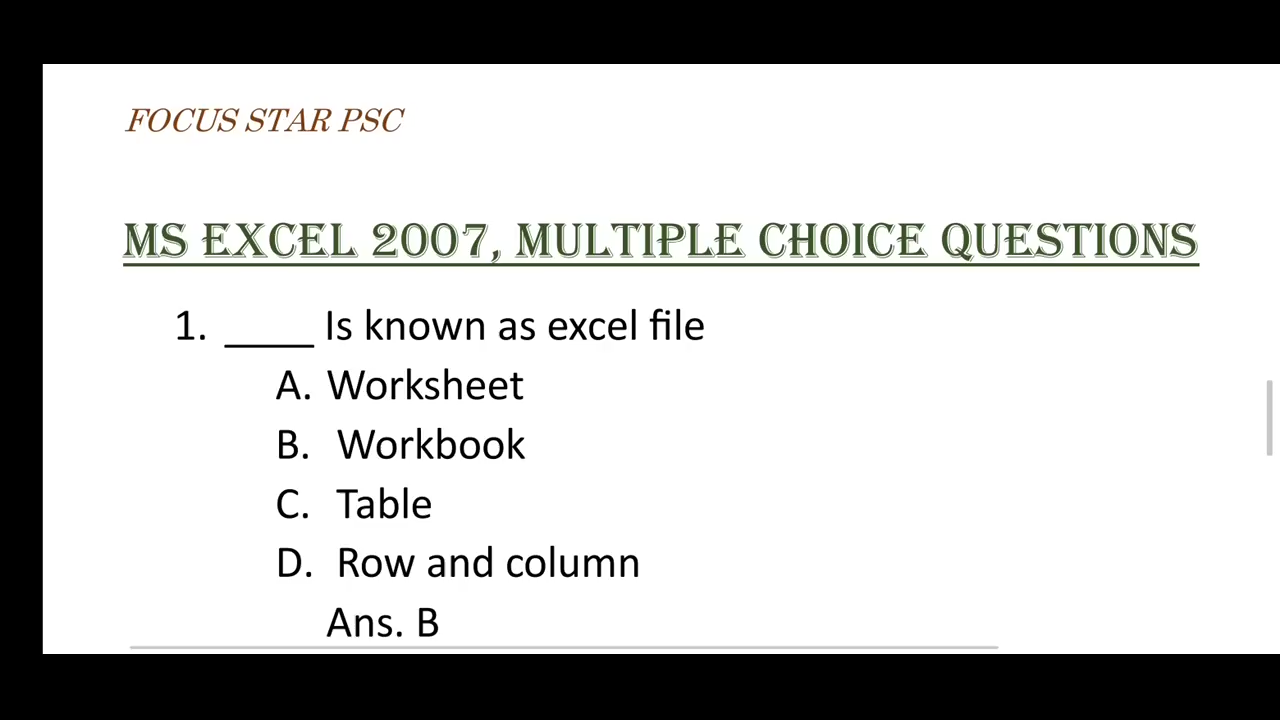 FOCUS STAR PSC
MS EXCEL 2007, MULTIPLE CHOICE QUESTIONS
1. ____ Is known as excel file
A. Worksheet
B. Workbook
C. Table
D. Row and column
Ans. B